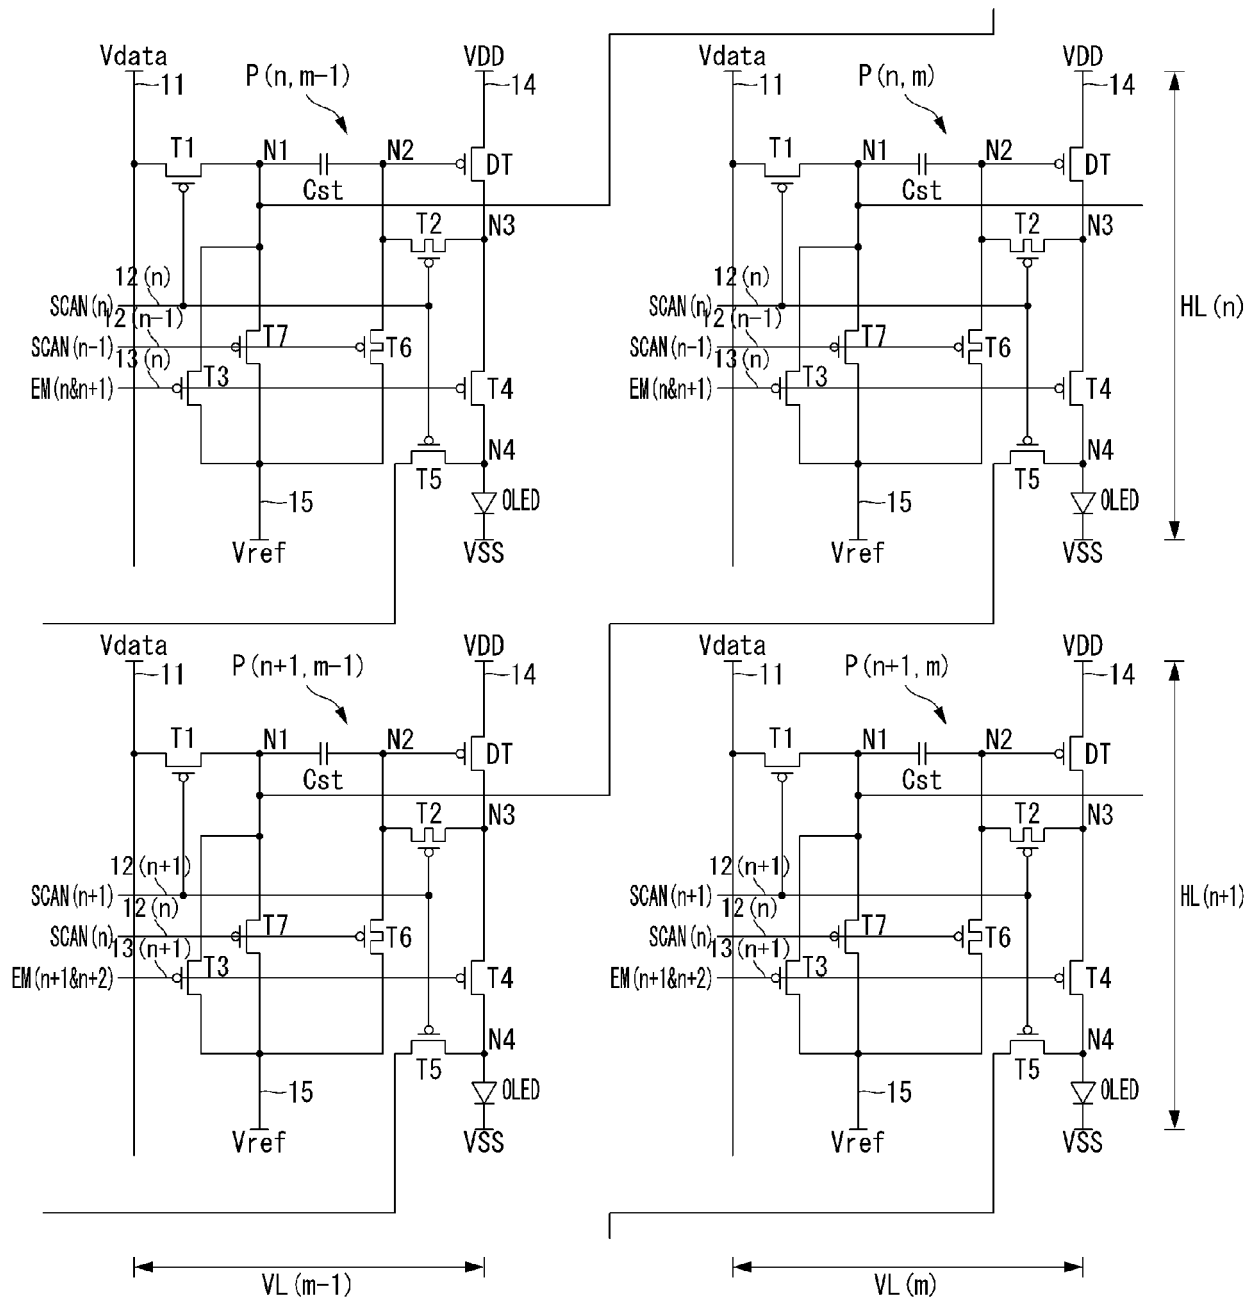 Vdata
11
P(n,m-1)
VDD
14
T1
N1
N2
DT
Cst
T2
N3
12(n)
SCAN(n)
12(n-1)
T7
T6
SCAN(n-1)
13(n)
T3
T4
EM(n&n+1)
N4
T5
15
OLED
Vref
VSS
Vdata
11
P(n,m)
VDD
14
T1
N1
N2
DT
Cst
T2
N3
12(n)
SCAN(n)
12(n-1)
T7
T6
SCAN(n-1)
13(n)
T3
T4
EM(n&n+1)
N4
T5
15
OLED
Vref
VSS
HL(n)
Vdata
11
P(n+1,m-1)
VDD
14
T1
N1
N2
DT
Cst
T2
N3
12(n+1)
SCAN(n+1)
12(n)
T7
T6
SCAN(n)
13(n+1)
T3
T4
EM(n+1&n+2)
N4
T5
15
OLED
Vref
VSS
Vdata
11
P(n+1,m)
VDD
14
T1
N1
N2
DT
Cst
T2
N3
12(n+1)
SCAN(n+1)
12(n)
T7
T6
SCAN(n)
13(n+1)
T3
T4
EM(n+1&n+2)
N4
T5
15
OLED
Vref
VSS
HL(n+1)
VL(m-1)
VL(m)